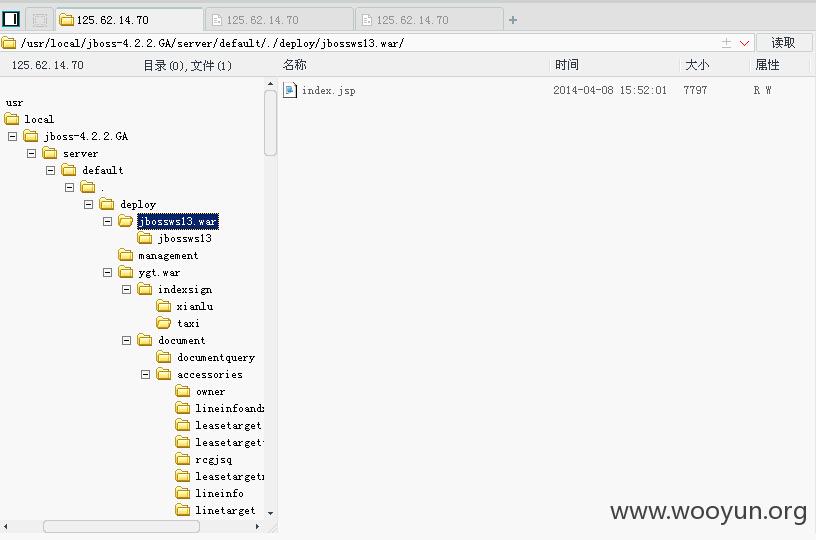 125.62.14.70 125.62.14.70 125.62.14.70
/usr/local/jboss-4.2.2.GA/server/default/./deploy/jbossws13.war/ 读取
125.62.14.70 目录(0),文件(1) 名称 时间 大小 属性
index.jsp 2014-04-08 15:52:01 7797 R W
usr
local
jboss-4.2.2.GA
server
default
.
deploy
jbossws13.war
jbossws13
management
ygt.war
indexsign
xianlu
taxi
document
documentquery
accessories
owner
lineinfoand
leasetarget
leasetarget
rcgjsq
leasetarget
lineinfo
linetarget
www.wooyun.org